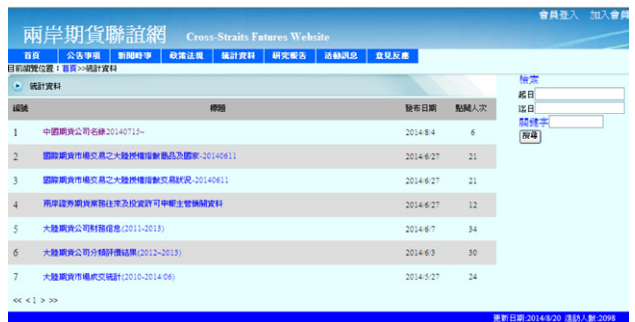 會員登入 加入會員
兩岸期貨聯誼網 Cross-Straits Futures Website
首頁 公告事項 新聞時事 政策法規 統計資料 研究報告 活動訊息 意見反應
目前瀏覽位置：首頁>>統計資料
統計資料
編號 標題 發布日期 點閱人次
1 中國期貨公司名錄20140715~ 2014/8/4 6
2 國際期貨市場交易之大陸授權指數商品及國家-20140611 2014/6/27 21
3 國際期貨市場交易之大陸授權指數交易狀況-20140611 2014/6/27 21
4 兩岸證券期貨業務往來及投資許可申報主管機關資料 2014/6/27 12
5 大陸期貨公司財務信息(2011-2013) 2014/6/7 34
6 大陸期貨公司分類評價結果(2012~2013) 2014/6/3 30
7 大陸期貨市場成交統計(2010-2014/06) 2014/5/27 24
<< < 1 > >>
檢索
起日
迄日
關鍵字
搜尋
更新日期:2014/8/20 造訪人數:2098